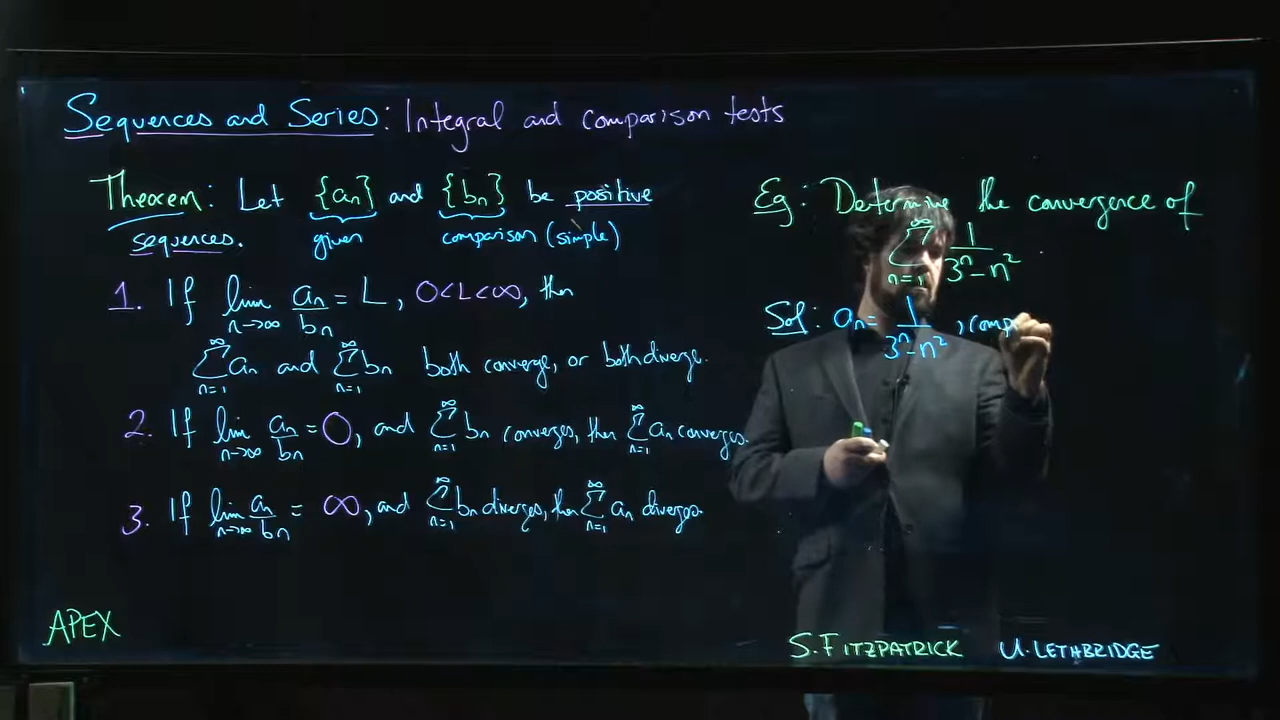 Sequences and Series: Integral and comparison tests
Theorem: Let {aₙ} and {bₙ} be positive
sequences. given comparison (simple)
1. If lim n→∞ aₙ/bₙ = L, 0<L<∞, then
∞ Σ n=1 aₙ and ∞ Σ n=1 bₙ both converge, or both diverge.
2. If lim n→∞ aₙ/bₙ = 0, and ∞ Σ n=1 bₙ converges, then ∞ Σ n=1 aₙ converges.
3. If lim n→∞ aₙ/bₙ = ∞, and ∞ Σ n=1 bₙ diverges, then ∞ Σ n=1 aₙ diverges.
Eg: Determine the convergence of
∞ Σ n=1 1/(3ⁿ-n²).
Sol: aₙ = 1/(3ⁿ-n²), comp
APEX
S. FITZPATRICK U. LETHBRIDGE